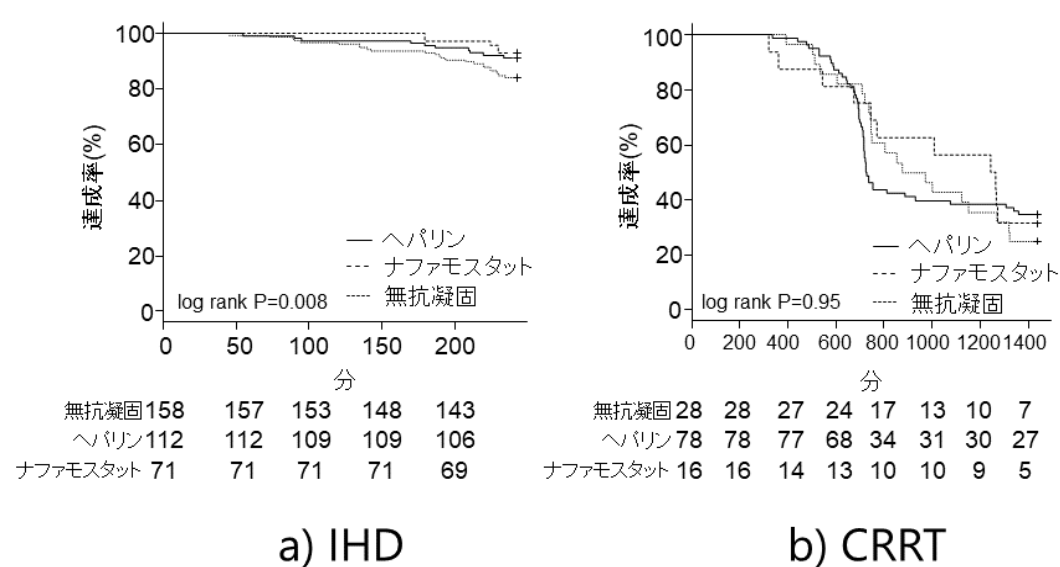 達成率(%)
100
80
60
40
20
0
ヘパリン
ナファモスタット
無抗凝固
log rank P=0.008
0 50 100 150 200
分
無抗凝固 158 157 153 148 143
ヘパリン 112 112 109 109 106
ナファモスタット 71 71 71 71 69
a) IHD
達成率(%)
100
80
60
40
20
0
ヘパリン
ナファモスタット
無抗凝固
log rank P=0.95
0 200 400 600 800 1000 1200 1400
分
無抗凝固 28 28 27 24 17 13 10 7
ヘパリン 78 78 77 68 34 31 30 27
ナファモスタット 16 16 14 13 10 10 9 5
b) CRRT